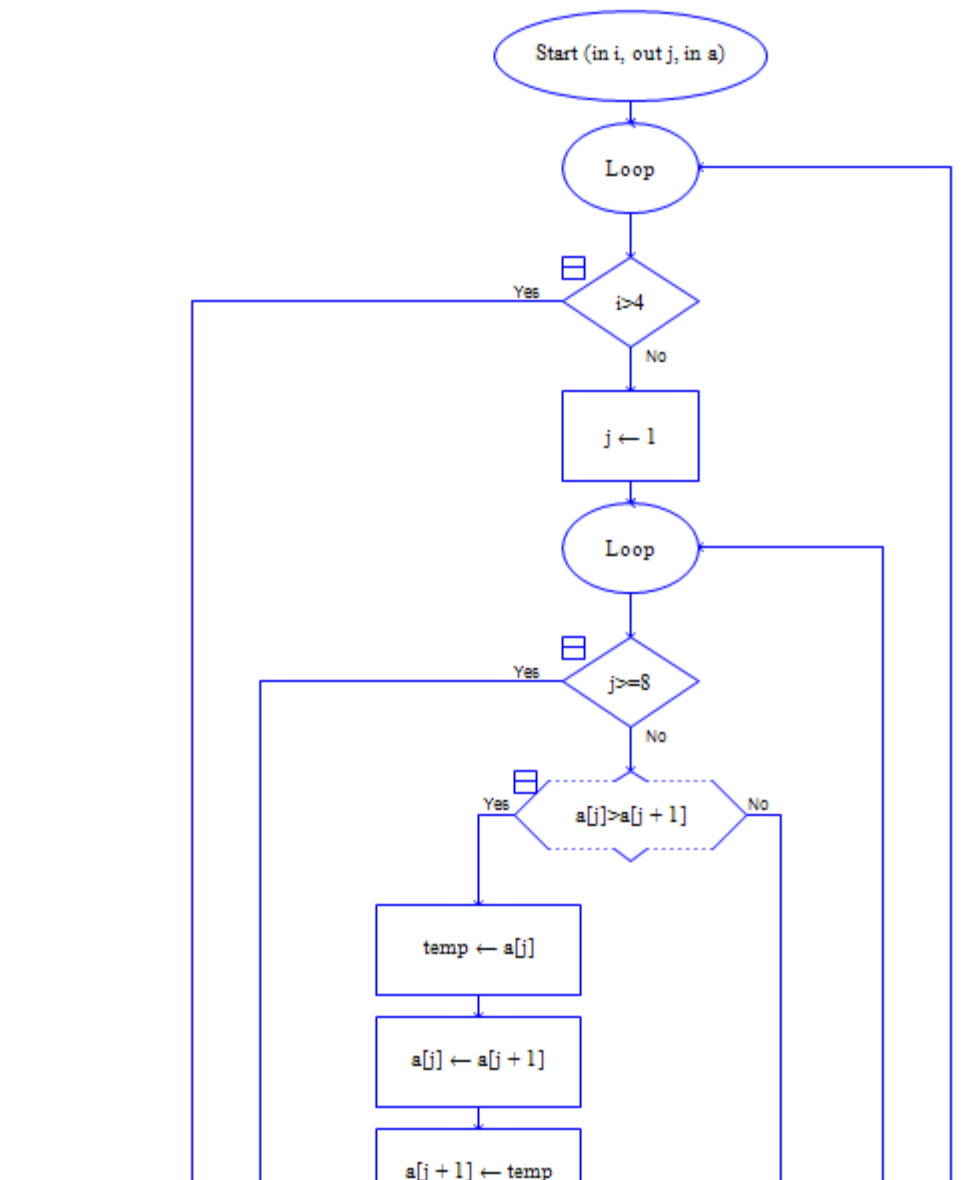 Start (in i, out j, in a)
Loop
Yes
i>4
No
j ← 1
Loop
Yes
j>=8
No
Yes
a[j]>a[j + 1]
No
temp ← a[j]
a[j] ← a[j + 1]
a[j + 1] ← temp